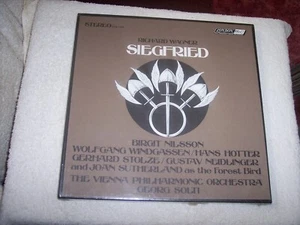 STEREO
LONDON
RICHARD WAGNER
SIEGFRIED
BIRGIT NILSSON
WOLFGANG WINDGASSEN/HANS HOTTER
GERHARD STOLZE/GUSTAV NEIDLINGER
and JOAN SUTHERLAND as the Forest Bird
THE VIENNA PHILHARMONIC ORCHESTRA
GEORG SOLTI